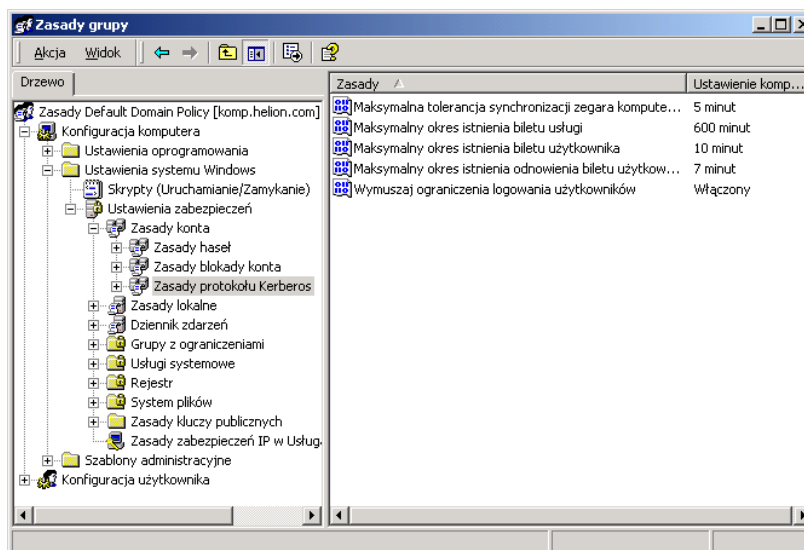 Zasady grupy
Akcja Widok
Drzewo
Zasady Default Domain Policy [komp.helion.com]
Konfiguracja komputera
Ustawienia oprogramowania
Ustawienia systemu Windows
Skrypty (Uruchamianie/Zamykanie)
Ustawienia zabezpieczeń
Zasady konta
Zasady haseł
Zasady blokady konta
Zasady protokołu Kerberos
Zasady lokalne
Dziennik zdarzeń
Grupy z ograniczeniami
Usługi systemowe
Rejestr
System plików
Zasady kluczy publicznych
Zasady zabezpieczeń IP w Usług
Szablony administracyjne
Konfiguracja użytkownika
Zasady Ustawienie komp...
Maksymalna tolerancja synchronizacji zegara kompute... 5 minut
Maksymalny okres istnienia biletu usługi 600 minut
Maksymalny okres istnienia biletu użytkownika 10 minut
Maksymalny okres istnienia odnowienia biletu użytkow... 7 minut
Wymuszaj ograniczenia logowania użytkowników Włączony